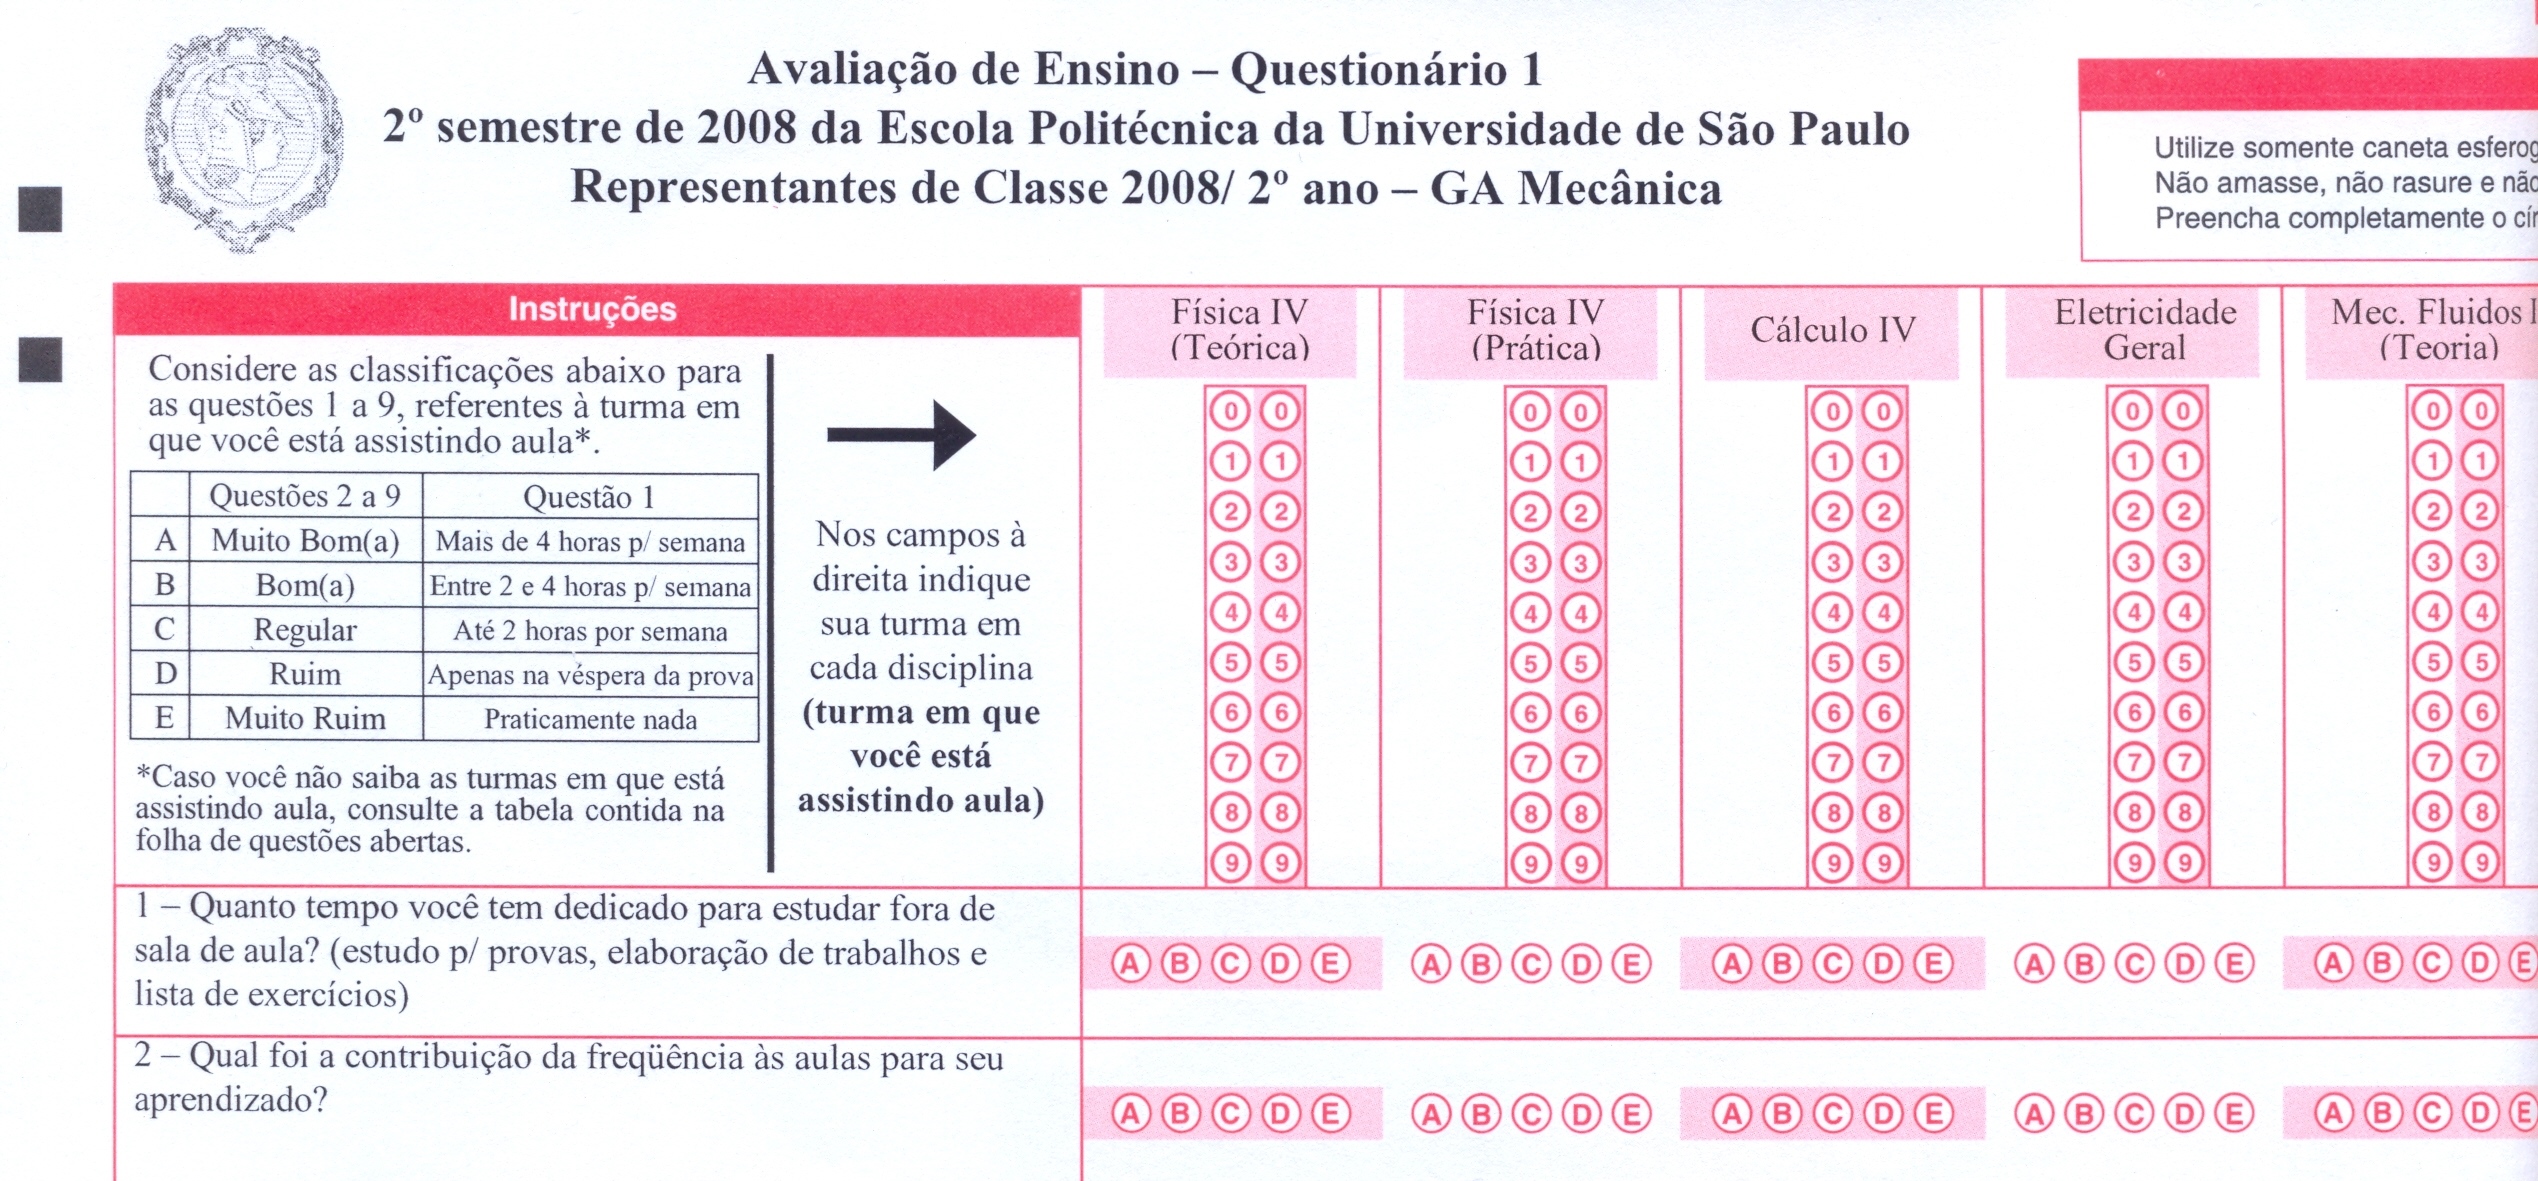 Avaliação de Ensino – Questionário 1
2º semestre de 2008 da Escola Politécnica da Universidade de São Paulo
Representantes de Classe 2008/ 2º ano – GA Mecânica
Utilize somente caneta
Não amasse, não rasure e
Preencha completamente o
Instruções
Considere as classificações abaixo para
as questões 1 a 9, referentes à turma em
que você está assistindo aula*.
Questões 2 a 9 Questão 1
A Muito Bom(a) Mais de 4 horas p/ semana
B Bom(a) Entre 2 e 4 horas p/ semana
C Regular Até 2 horas por semana
D Ruim Apenas na véspera da prova
E Muito Ruim Praticamente nada
*Caso você não saiba as turmas em que está
assistindo aula, consulte a tabela contida na
folha de questões abertas.
Nos campos à
direita indique
sua turma em
cada disciplina
(turma em que
você está
assistindo aula)
Física IV
(Teórica)
Física IV
(Prática)
Cálculo IV
Eletricidade
Geral
Mec. Fluidos
(Teoria)
0 0 0 0 0 0 0 0 0 0
1 1 1 1 1 1 1 1 1 1
2 2 2 2 2 2 2 2 2 2
3 3 3 3 3 3 3 3 3 3
4 4 4 4 4 4 4 4 4 4
5 5 5 5 5 5 5 5 5 5
6 6 6 6 6 6 6 6 6 6
7 7 7 7 7 7 7 7 7 7
8 8 8 8 8 8 8 8 8 8
9 9 9 9 9 9 9 9 9 9
1 – Quanto tempo você tem dedicado para estudar fora de
sala de aula? (estudo p/ provas, elaboração de trabalhos e
lista de exercícios)
A B C D E A B C D E A B C D E A B C D E A B C D E
2 – Qual foi a contribuição da freqüência às aulas para seu
aprendizado?
A B C D E A B C D E A B C D E A B C D E A B C D E